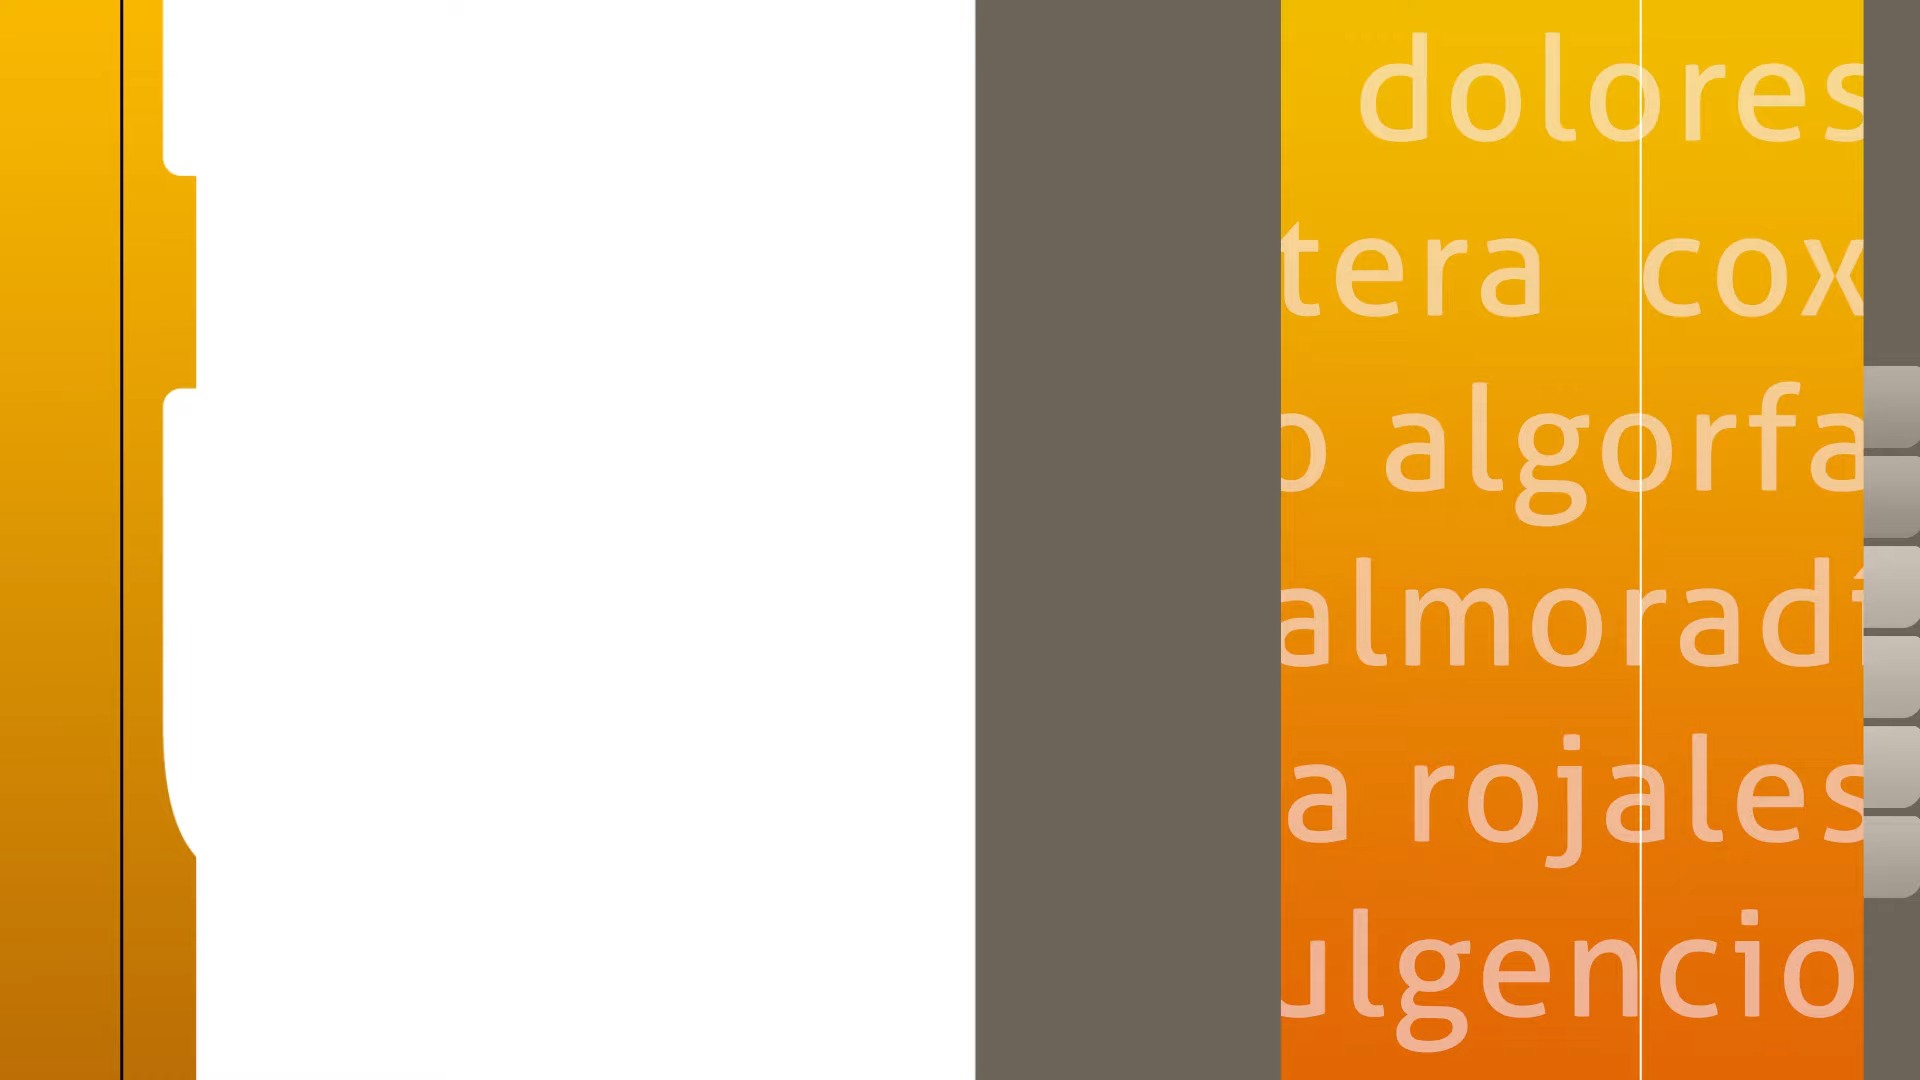 dolores
tera cox
o algorfa
almoradí
a rojales
ulgencio